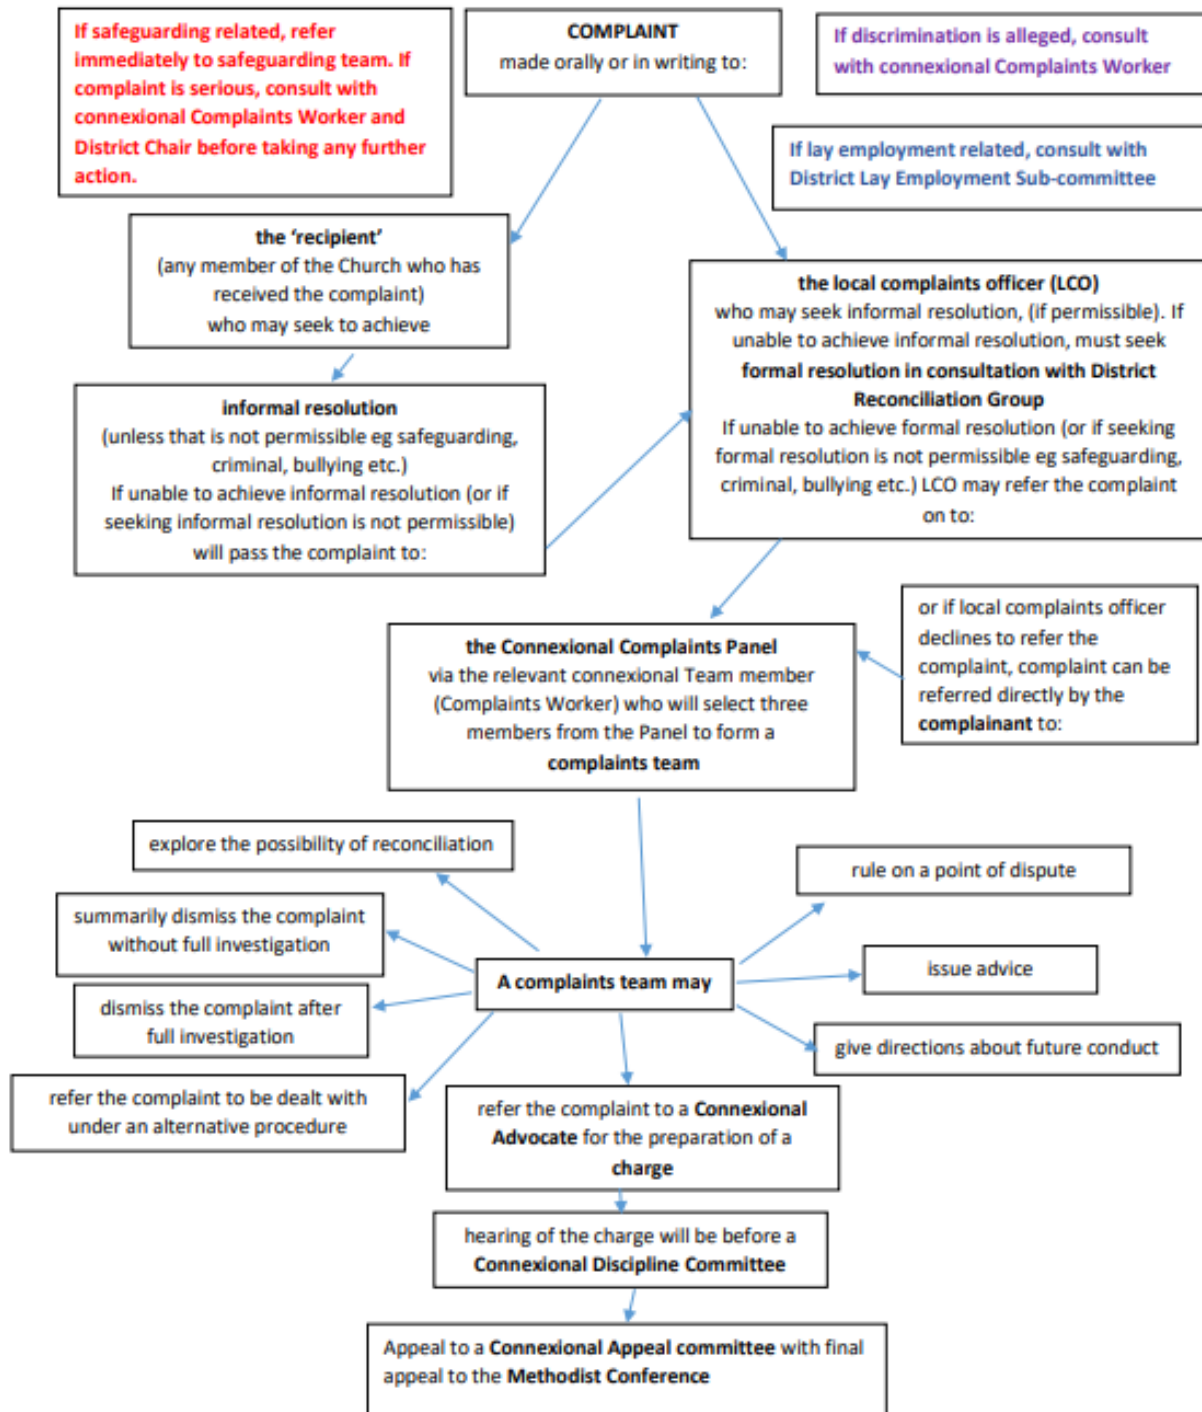 If safeguarding related, refer
immediately to safeguarding team. If
complaint is serious, consult with
connexional Complaints Worker and
District Chair before taking any further
action.
COMPLAINT
made orally or in writing to:
If discrimination is alleged, consult
with connexional Complaints Worker
If lay employment related, consult with
District Lay Employment Sub-committee
the ‘recipient’
(any member of the Church who has
received the complaint)
who may seek to achieve
the local complaints officer (LCO)
who may seek informal resolution, (if permissible). If
unable to achieve informal resolution, must seek
formal resolution in consultation with District
Reconciliation Group
If unable to achieve formal resolution (or if seeking
formal resolution is not permissible eg safeguarding,
criminal, bullying etc.) LCO may refer the complaint
on to:
informal resolution
(unless that is not permissible eg safeguarding,
criminal, bullying etc.)
If unable to achieve informal resolution (or if
seeking informal resolution is not permissible)
will pass the complaint to:
or if local complaints officer
declines to refer the
complaint, complaint can be
referred directly by the
complainant to:
the Connexional Complaints Panel
via the relevant connexional Team member
(Complaints Worker) who will select three
members from the Panel to form a
complaints team
explore the possibility of reconciliation
rule on a point of dispute
summarily dismiss the complaint
without full investigation
A complaints team may
issue advice
dismiss the complaint after
full investigation
give directions about future conduct
refer the complaint to be dealt with
under an alternative procedure
refer the complaint to a Connexional
Advocate for the preparation of a
charge
hearing of the charge will be before a
Connexional Discipline Committee
Appeal to a Connexional Appeal committee with final
appeal to the Methodist Conference